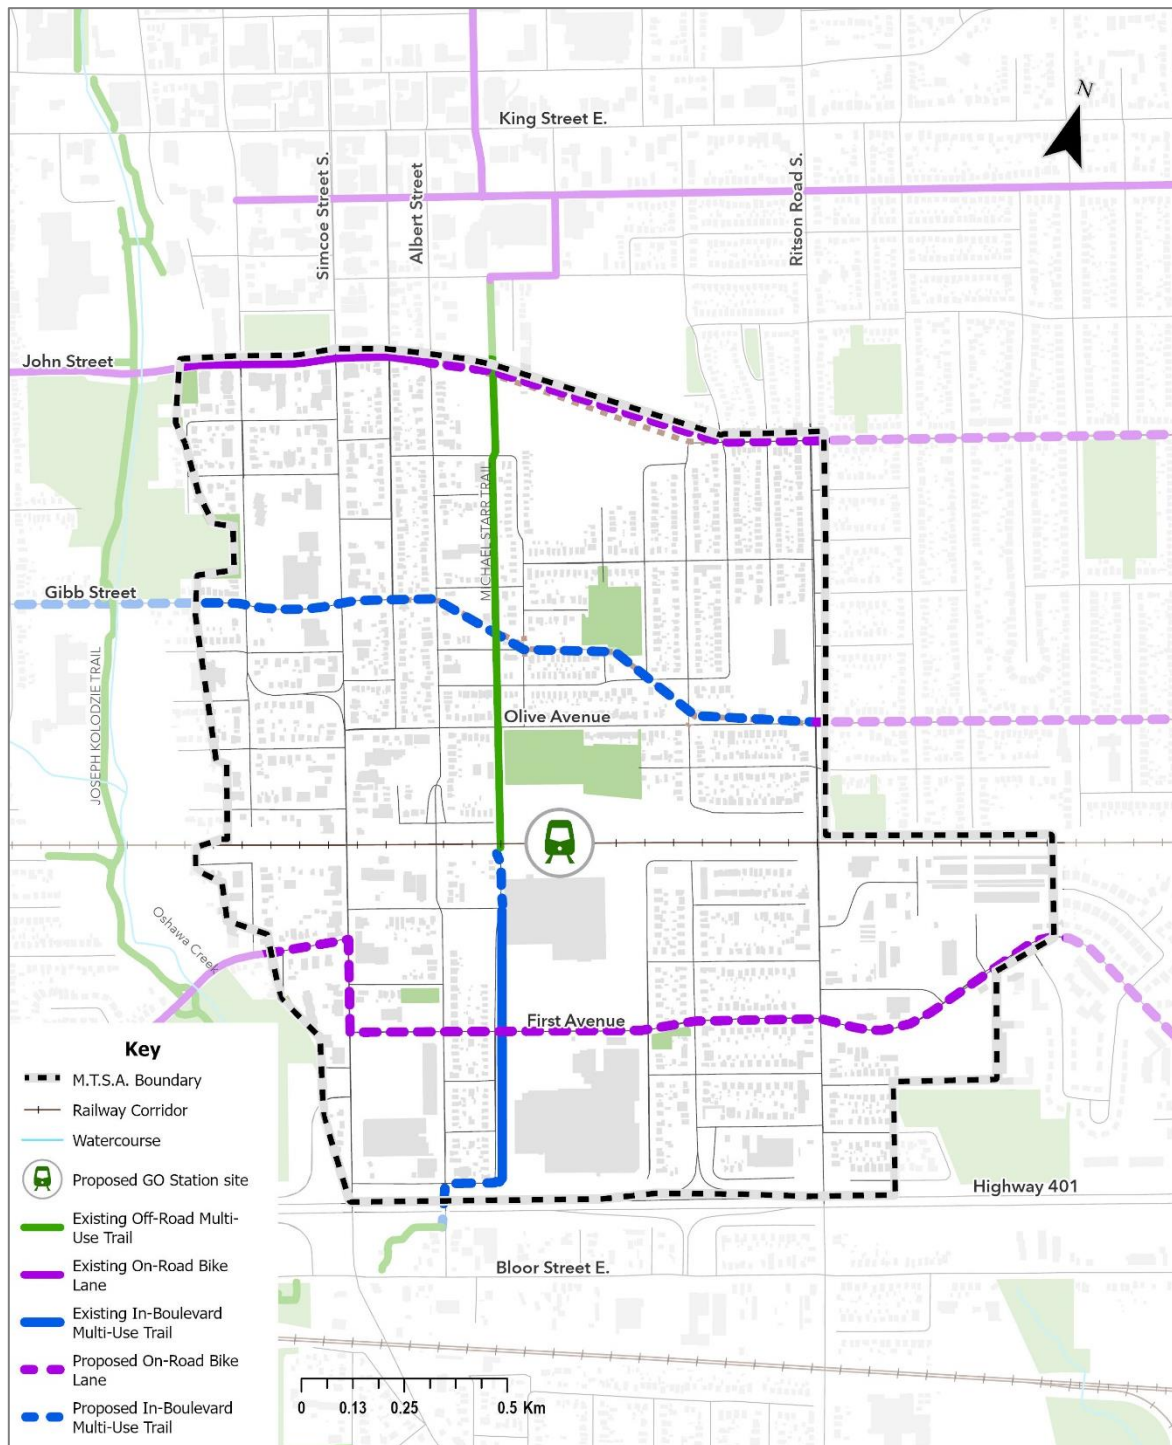 N
King Street E.
Simcoe Street S.
Albert Street
Ritson Road S.
John Street
MICHAEL STARR TRAIL
Gibb Street
JOSEPH KOLODZIE TRAIL
Olive Avenue
Oshawa Creek
First Avenue
Highway 401
Bloor Street E.
Key
M.T.S.A. Boundary
Railway Corridor
Watercourse
Proposed GO Station site
Existing Off-Road Multi-
Use Trail
Existing On-Road Bike
Lane
Existing In-Boulevard
Multi-Use Trail
Proposed On-Road Bike
Lane
Proposed In-Boulevard
Multi-Use Trail
0 0.13 0.25 0.5 Km